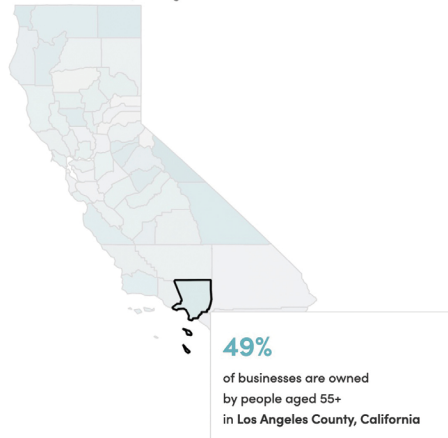 49%
of businesses are owned
by people aged 55+
in Los Angeles County, California